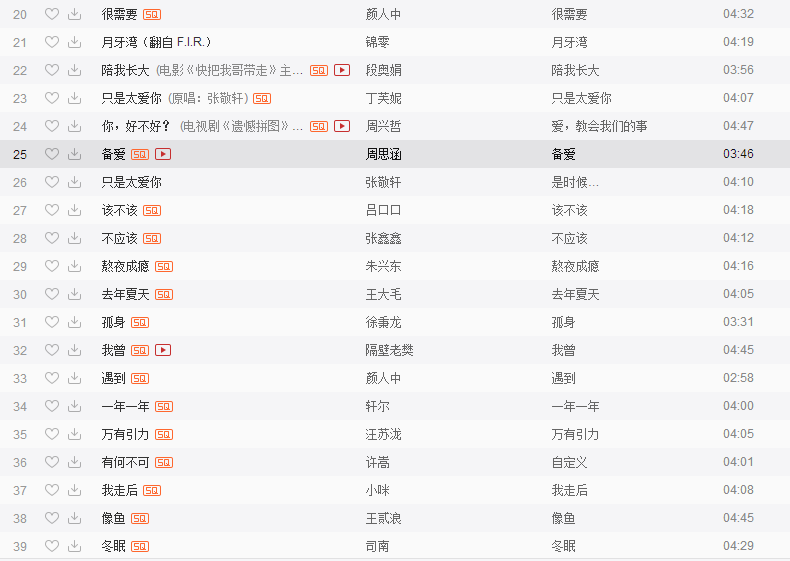 20 很需要 SQ 颜人中 很需要 04:32
21 月牙湾（翻自 F.I.R.） 锦零 月牙湾 04:19
22 陪我长大 (电影《快把我哥带走》主... SQ 段奥娟 陪我长大 03:56
23 只是太爱你 (原唱：张敬轩) SQ 丁芙妮 只是太爱你 04:07
24 你，好不好？ (电视剧《遗憾拼图》... SQ 周兴哲 爱，教会我们的事 04:47
25 备爱 SQ 周思涵 备爱 03:46
26 只是太爱你 张敬轩 是时候... 04:10
27 该不该 SQ 吕口口 该不该 04:18
28 不应该 SQ 张鑫鑫 不应该 04:12
29 熬夜成瘾 SQ 朱兴东 熬夜成瘾 04:16
30 去年夏天 SQ 王大毛 去年夏天 04:05
31 孤身 SQ 徐秉龙 孤身 03:31
32 我曾 SQ 隔壁老樊 我曾 04:45
33 遇到 SQ 颜人中 遇到 02:58
34 一年一年 SQ 轩尔 一年一年 04:00
35 万有引力 SQ 汪苏泷 万有引力 04:05
36 有何不可 SQ 许嵩 自定义 04:01
37 我走后 SQ 小咪 我走后 04:08
38 像鱼 SQ 王贰浪 像鱼 04:45
39 冬眠 SQ 司南 冬眠 04:29